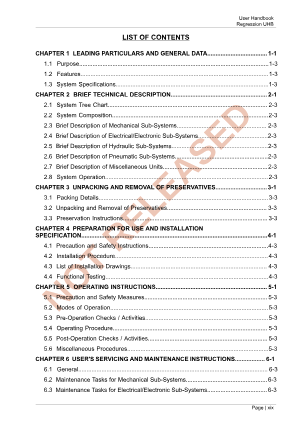 User Handbook
Regression UHB
LIST OF CONTENTS
CHAPTER 1 LEADING PARTICULARS AND GENERAL DATA.................................1-1
1.1 Purpose.................................1-3
1.2 Features.................................1-3
1.3 System Specifications.................................1-3
CHAPTER 2 BRIEF TECHNICAL DESCRIPTION.................................2-1
2.1 System Tree Chart.................................2-3
2.2 System Composition.................................2-3
2.3 Brief Description of Mechanical Sub-Systems.................................2-3
2.4 Brief Description of Electrical/Electronic Sub-Systems.................................2-3
2.5 Brief Description of Hydraulic Sub-Systems.................................2-3
2.6 Brief Description of Pneumatic Sub-Systems.................................2-3
2.7 Brief Description of Miscellaneous Units.................................2-3
2.8 System Operation.................................2-3
CHAPTER 3 UNPACKING AND REMOVAL OF PRESERVATIVES.................................3-1
3.1 Packing Details.................................3-3
3.2 Unpacking and Removal of Preservatives.................................3-3
3.3 Preservation Instructions.................................3-3
CHAPTER 4 PREPARATION FOR USE AND INSTALLATION
SPECIFICATION.................................4-1
4.1 Precaution and Safety Instructions.................................4-3
4.2 Installation Procedure.................................4-3
4.3 List of Installation Drawings.................................4-3
4.4 Functional Testing.................................4-3
CHAPTER 5 OPERATING INSTRUCTIONS.................................5-1
5.1 Precaution and Safety Measures.................................5-3
5.2 Modes of Operation.................................5-3
5.3 Pre-Operation Checks / Activities.................................5-3
5.4 Operating Procedure.................................5-3
5.5 Post-Operation Checks / Activities.................................5-3
5.6 Miscellaneous Procedures.................................5-3
CHAPTER 6 USER'S SERVICING AND MAINTENANCE INSTRUCTIONS.................................6-1
6.1 General.................................6-3
6.2 Maintenance Tasks for Mechanical Sub-Systems.................................6-3
6.3 Maintenance Tasks for Electrical/Electronic Sub-Systems.................................6-3
NOT RELEASED
Page | xix